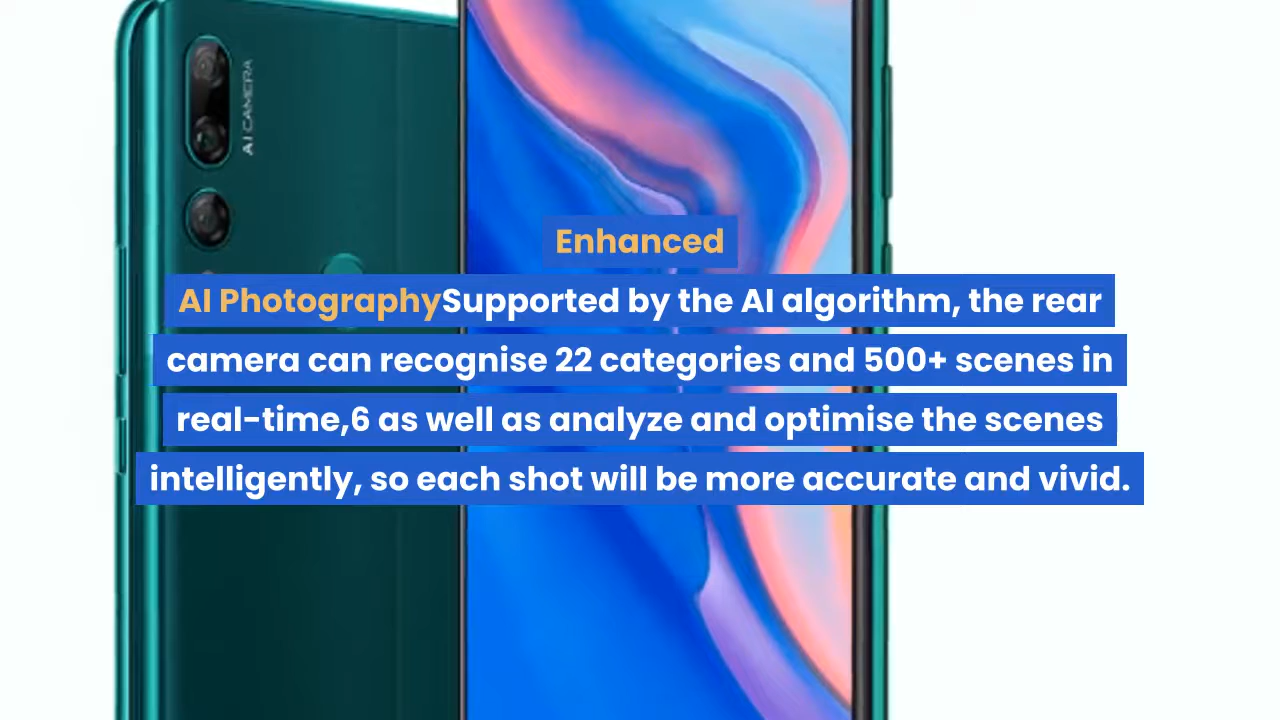 AI CAMERA
Enhanced
AI PhotographySupported by the AI algorithm, the rear
camera can recognise 22 categories and 500+ scenes in
real-time,6 as well as analyze and optimise the scenes
intelligently, so each shot will be more accurate and vivid.